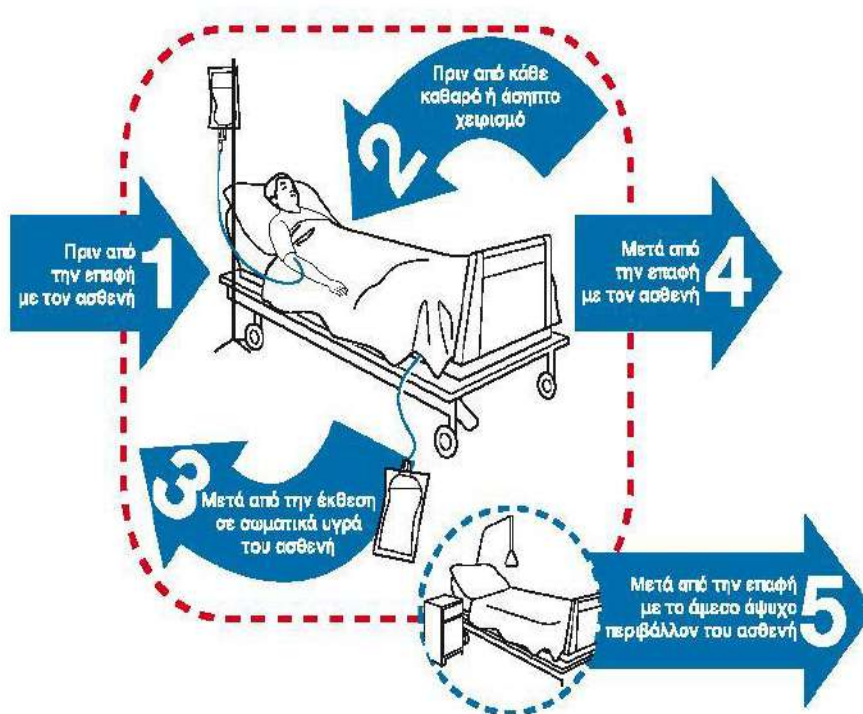 1
Πριν από
την επαφή
με τον ασθενή
2
Πριν από κάθε
καθαρό ή άσηπτο
χειρισμό
3
Μετά από την έκθεση
σε σωματικά υγρά
του ασθενή
4
Μετά από
την επαφή
με τον ασθενή
5
Μετά από την επαφή
με το άμεσο άψυχο
περιβάλλον του ασθενή